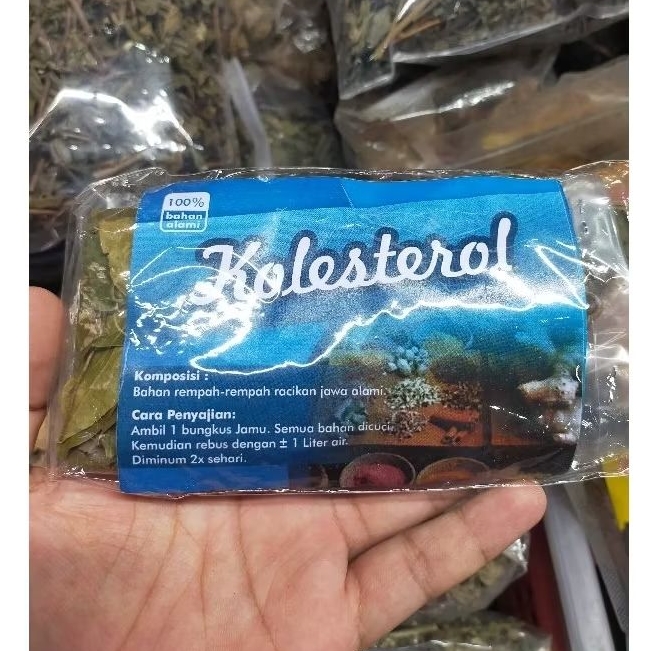 100%
bahan
alami
Kolesterol
Komposisi :
Bahan rempah-rempah racikan jawa alami.
Cara Penyajian:
Ambil 1 bungkus Jamu. Semua bahan dicuci.
Kemudian rebus dengan ± 1 Liter air.
Diminum 2x sehari.